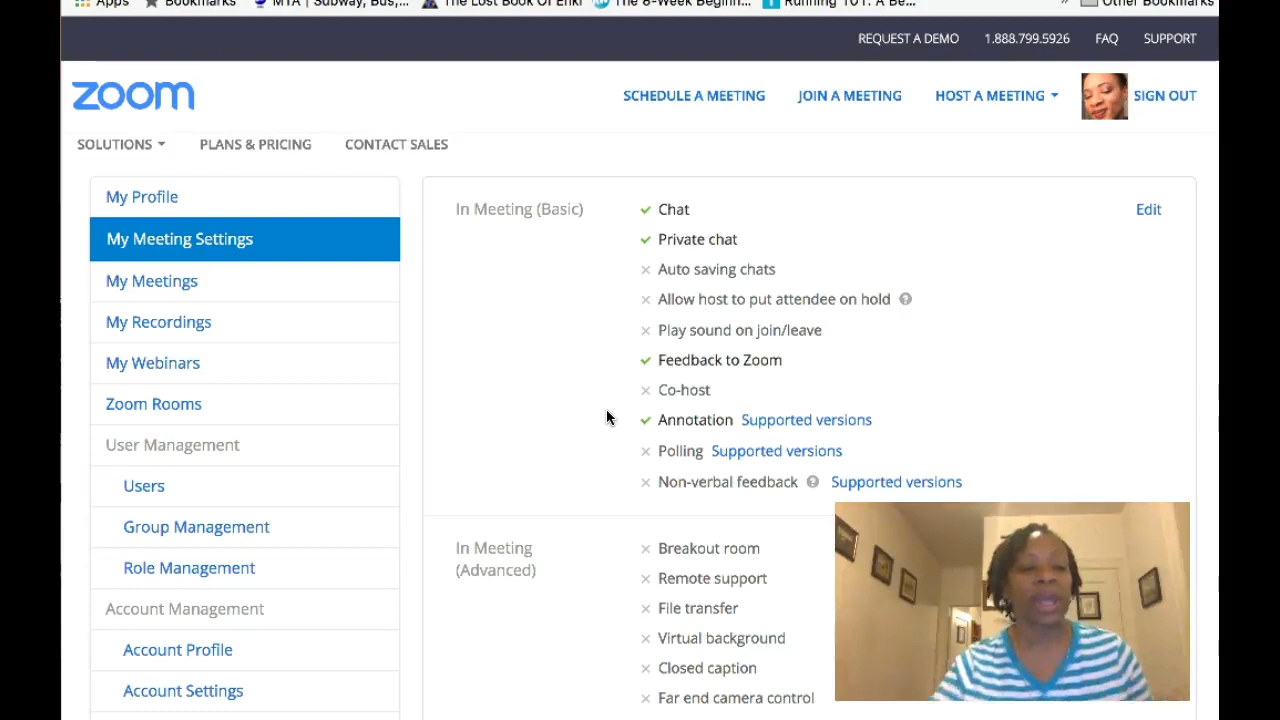 Apps Bookmarks MTA | Subway, Bus,... The Lost Book Of Enki The 8-Week Beginn... Running 101: A Be... » Other Bookmarks
REQUEST A DEMO 1.888.799.5926 FAQ SUPPORT
zoom SCHEDULE A MEETING JOIN A MEETING HOST A MEETING SIGN OUT
SOLUTIONS PLANS & PRICING CONTACT SALES
My Profile
My Meeting Settings
My Meetings
My Recordings
My Webinars
Zoom Rooms
User Management
Users
Group Management
Role Management
Account Management
Account Profile
Account Settings
In Meeting (Basic)
Chat
Edit
Private chat
Auto saving chats
Allow host to put attendee on hold ?
Play sound on join/leave
Feedback to Zoom
Co-host
Annotation Supported versions
Polling Supported versions
Non-verbal feedback ? Supported versions
In Meeting
(Advanced)
Breakout room
Remote support
File transfer
Virtual background
Closed caption
Far end camera control